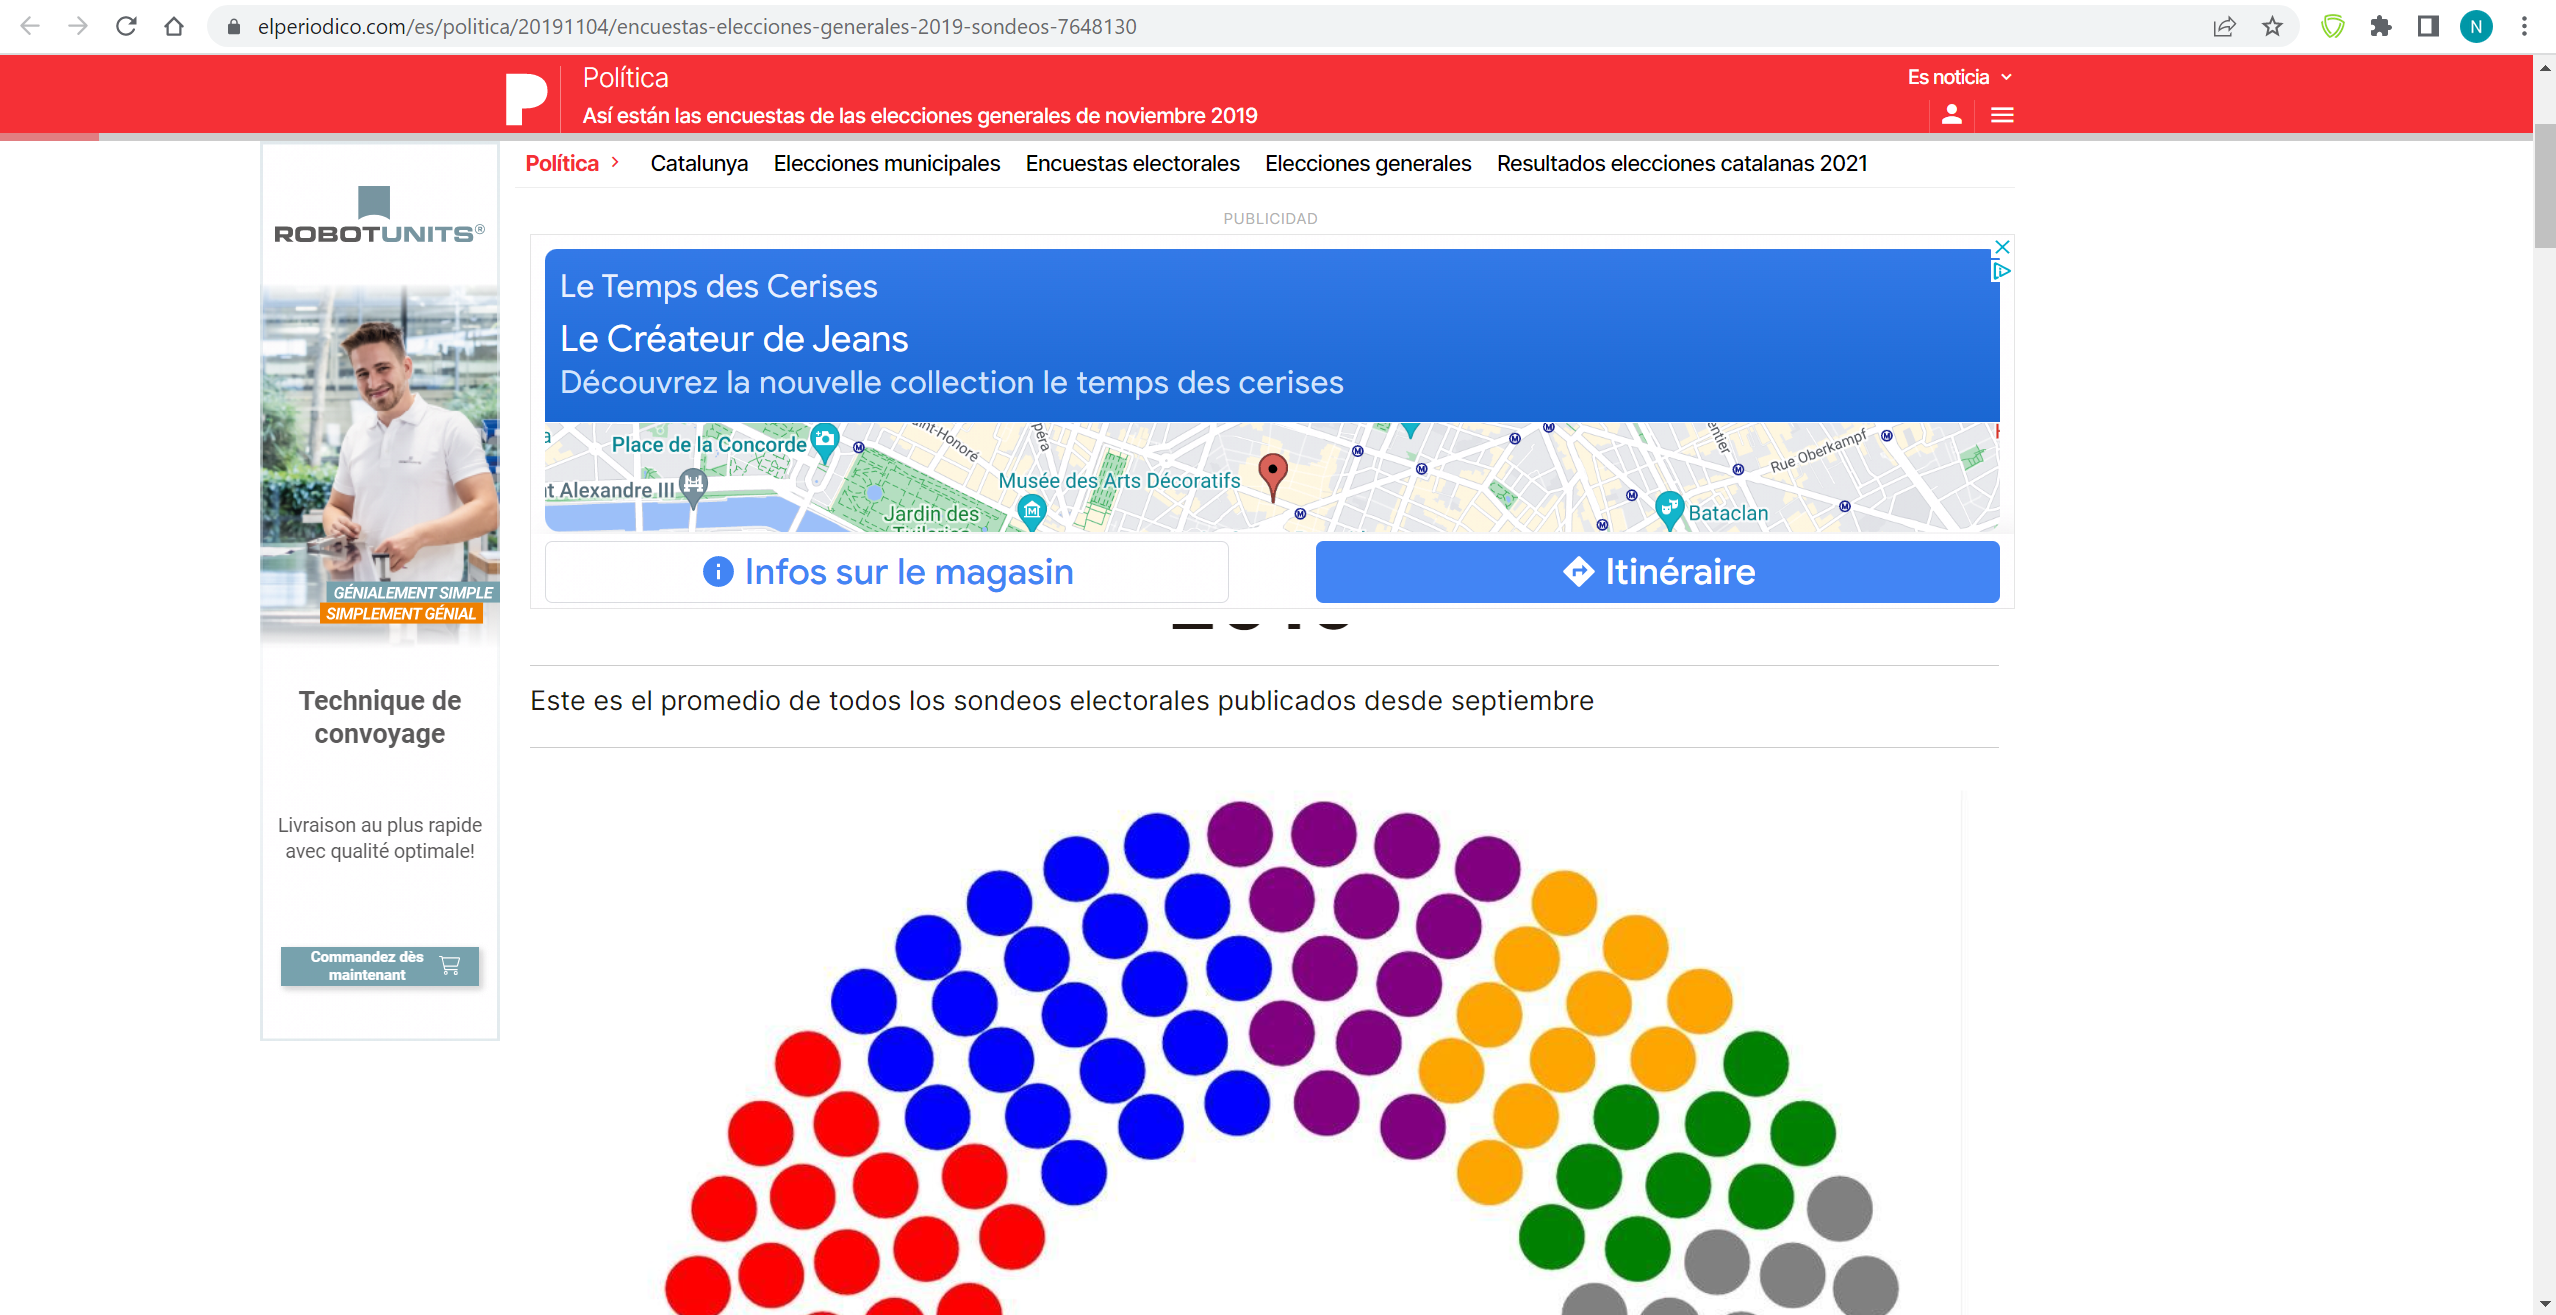 elperiodico.com/es/politica/20191104/encuestas-elecciones-generales-2019-sondeos-7648130
N
P
Política
Así están las encuestas de las elecciones generales de noviembre 2019
Es noticia
Política
Catalunya
Elecciones municipales
Encuestas electorales
Elecciones generales
Resultados elecciones catalanas 2021
ROBOTUNITS®
GÉNIALEMENT SIMPLE
SIMPLEMENT GÉNIAL
Technique de
convoyage
Livraison au plus rapide
avec qualité optimale!
Commandez dès
maintenant
PUBLICIDAD
Le Temps des Cerises
Le Créateur de Jeans
Découvrez la nouvelle collection le temps des cerises
Place de la Concorde
Alexandre III
Jardin des
Musée des Arts Décoratifs
Rue Oberkampf
Bataclan
Infos sur le magasin
Itinéraire
Este es el promedio de todos los sondeos electorales publicados desde septiembre